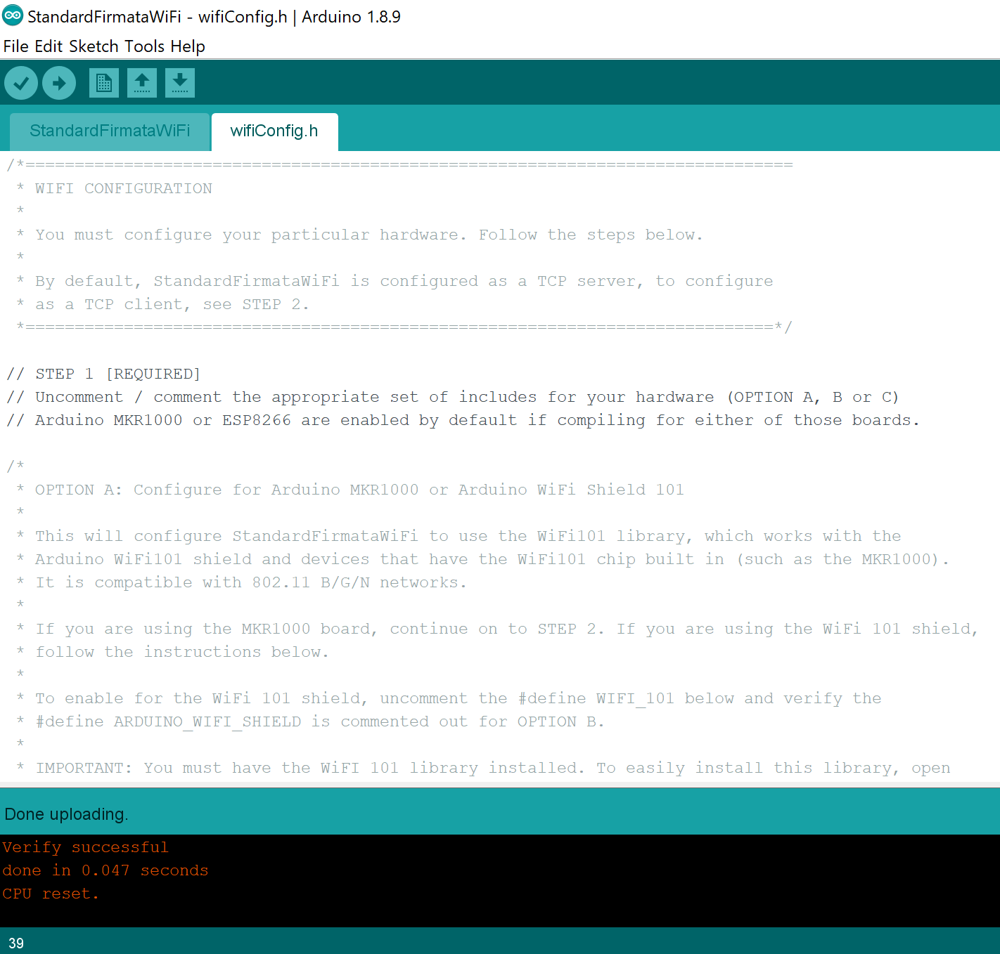 StandardFirmataWiFi - wifiConfig.h | Arduino 1.8.9
File Edit Sketch Tools Help
StandardFirmataWiFi wifiConfig.h
/*==============================================================================
 * WIFI CONFIGURATION
 *
 * You must configure your particular hardware. Follow the steps below.
 *
 * By default, StandardFirmataWiFi is configured as a TCP server, to configure
 * as a TCP client, see STEP 2.
 *============================================================================*/
// STEP 1 [REQUIRED]
// Uncomment / comment the appropriate set of includes for your hardware (OPTION A, B or C)
// Arduino MKR1000 or ESP8266 are enabled by default if compiling for either of those boards.
/*
 * OPTION A: Configure for Arduino MKR1000 or Arduino WiFi Shield 101
 *
 * This will configure StandardFirmataWiFi to use the WiFi101 library, which works with the
 * Arduino WiFi101 shield and devices that have the WiFi101 chip built in (such as the MKR1000).
 * It is compatible with 802.11 B/G/N networks.
 *
 * If you are using the MKR1000 board, continue on to STEP 2. If you are using the WiFi 101 shield,
 * follow the instructions below.
 *
 * To enable for the WiFi 101 shield, uncomment the #define WIFI_101 below and verify the
 * #define ARDUINO_WIFI_SHIELD is commented out for OPTION B.
 *
 * IMPORTANT: You must have the WiFI 101 library installed. To easily install this library, open
Done uploading.
Verify successful
done in 0.047 seconds
CPU reset.
39